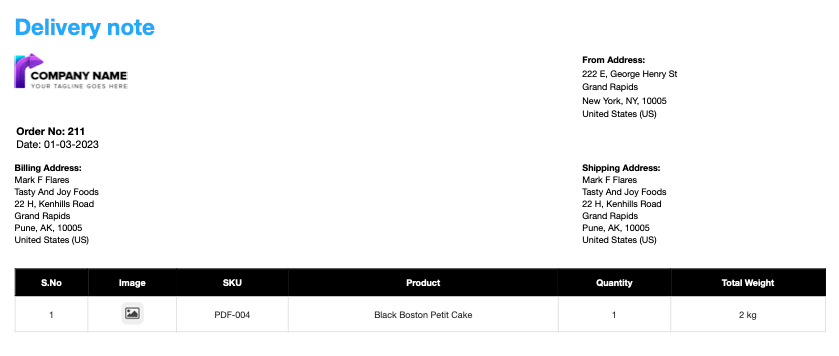 Delivery note
COMPANY NAME
YOUR TAGLINE GOES HERE
From Address:
222 E, George Henry St
Grand Rapids
New York, NY, 10005
United States (US)
Order No: 211
Date: 01-03-2023
Billing Address:
Mark F Flares
Tasty And Joy Foods
22 H, Kenhills Road
Grand Rapids
Pune, AK, 10005
United States (US)
Shipping Address:
Mark F Flares
Tasty And Joy Foods
22 H, Kenhills Road
Grand Rapids
Pune, AK, 10005
United States (US)
S.No Image SKU Product Quantity Total Weight
1 PDF-004 Black Boston Petit Cake 1 2 kg